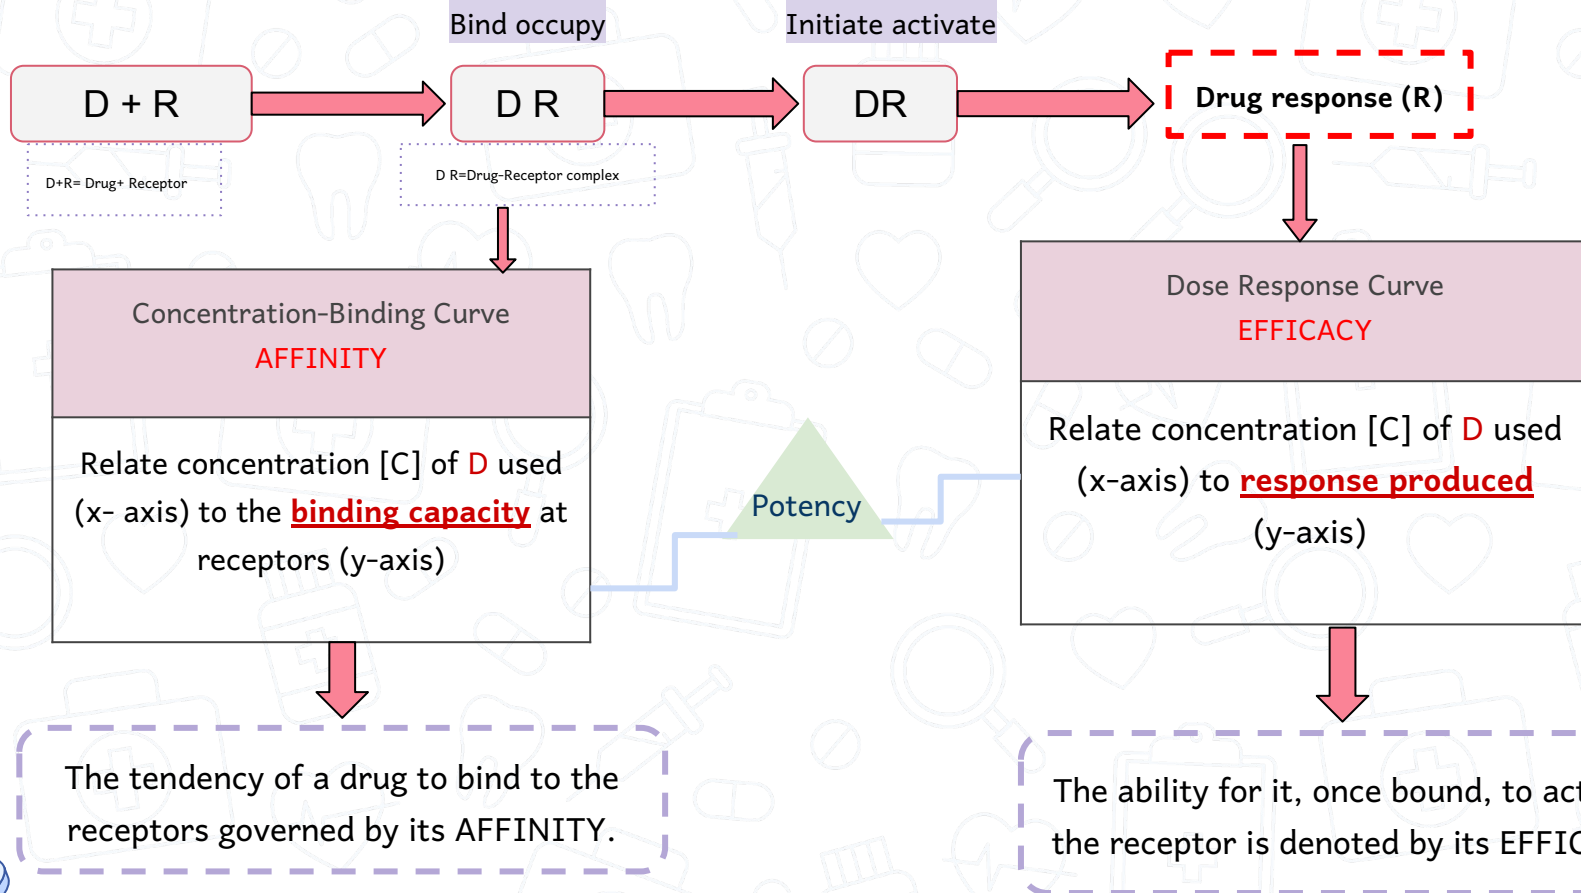 Bind occupy
Initiate activate
D + R
D R
DR
Drug response (R)
D+R= Drug+ Receptor
D R=Drug-Receptor complex
Concentration-Binding Curve
AFFINITY
Relate concentration [C] of D used
(x- axis) to the binding capacity at
receptors (y-axis)
Potency
Dose Response Curve
EFFICACY
Relate concentration [C] of D used
(x-axis) to response produced
(y-axis)
The tendency of a drug to bind to the
receptors governed by its AFFINITY.
The ability for it, once bound, to act
the receptor is denoted by its EFFIC